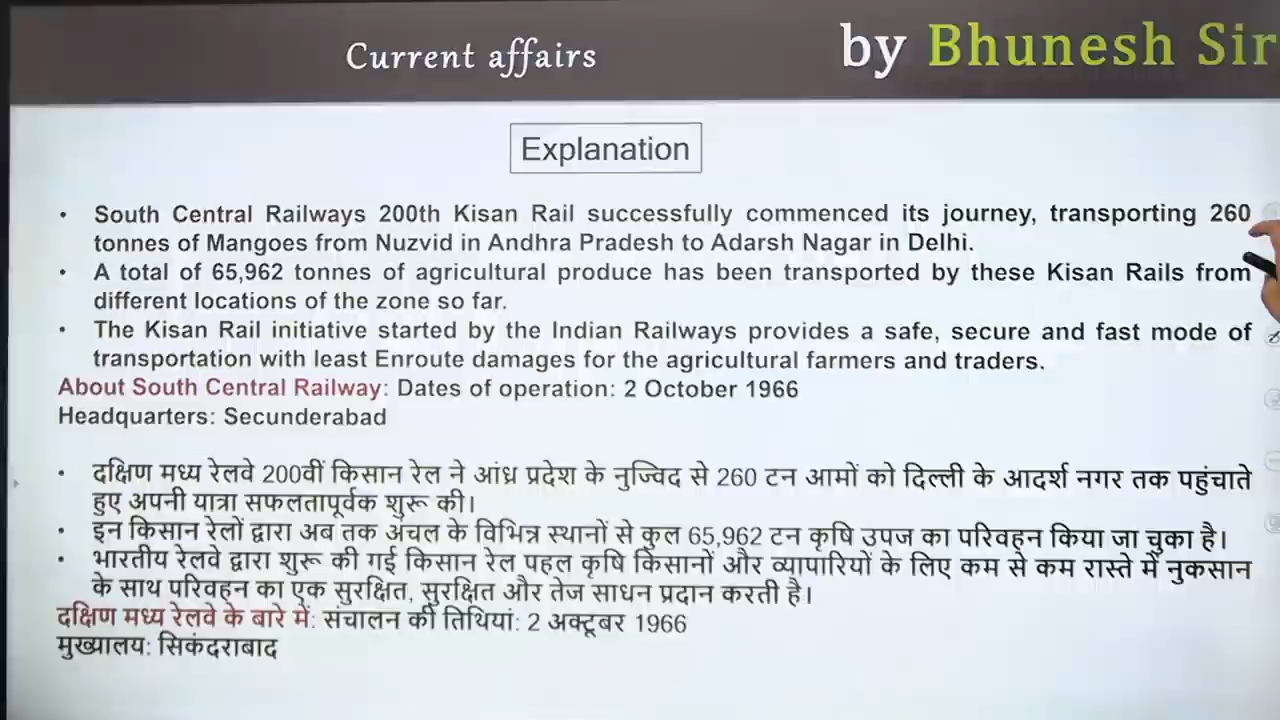 Current affairs
by Bhunesh Sir
Explanation
• South Central Railways 200th Kisan Rail successfully commenced its journey, transporting 260
tonnes of Mangoes from Nuzvid in Andhra Pradesh to Adarsh Nagar in Delhi.
• A total of 65,962 tonnes of agricultural produce has been transported by these Kisan Rails from
different locations of the zone so far.
• The Kisan Rail initiative started by the Indian Railways provides a safe, secure and fast mode of
transportation with least Enroute damages for the agricultural farmers and traders.
About South Central Railway: Dates of operation: 2 October 1966
Headquarters: Secunderabad
• दक्षिण मध्य रेलवे 200वीं किसान रेल ने आंध्र प्रदेश के नुज्विद से 260 टन आमों को दिल्ली के आदर्श नगर तक पहुंचाते
हुए अपनी यात्रा सफलतापूर्वक शुरू की।
• इन किसान रेलों द्वारा अब तक अंचल के विभिन्न स्थानों से कुल 65,962 टन कृषि उपज का परिवहन किया जा चुका है।
• भारतीय रेलवे द्वारा शुरू की गई किसान रेल पहल कृषि किसानों और व्यापारियों के लिए कम से कम रास्ते में नुकसान
के साथ परिवहन का एक सुरक्षित, सुरक्षित और तेज साधन प्रदान करती है।
दक्षिण मध्य रेलवे के बारे में: संचालन की तिथियां: 2 अक्टूबर 1966
मुख्यालय: सिकंदराबाद